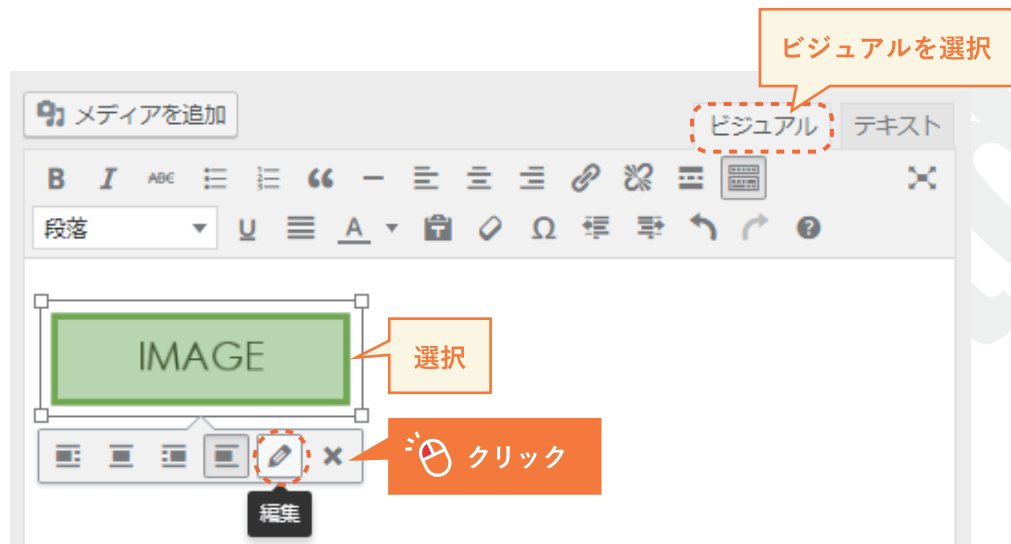 ビジュアルを選択
メディアを追加
ビジュアル テキスト
B I ABC
段落 U A T Ω ?
IMAGE
選択
クリック
編集